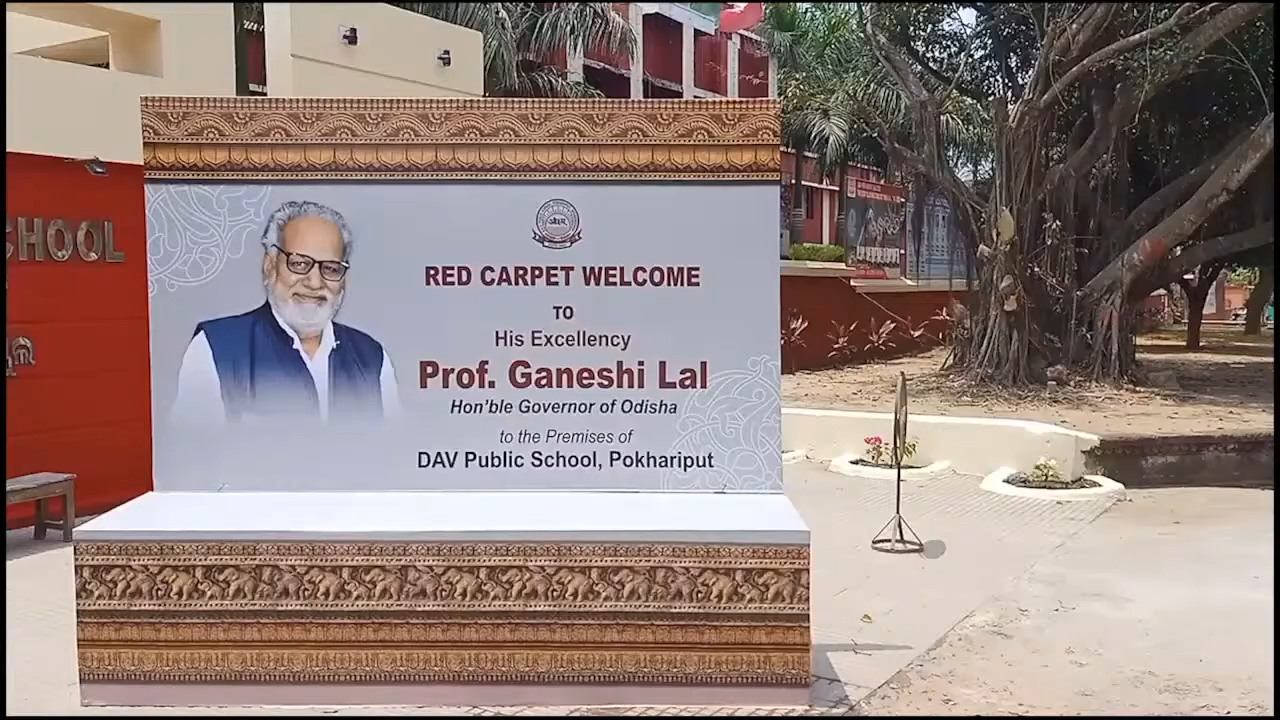 CHOOL
RED CARPET WELCOME
TO
His Excellency
Prof. Ganeshi Lal
Hon'ble Governor of Odisha
to the Premises of
DAV Public School, Pokhariput